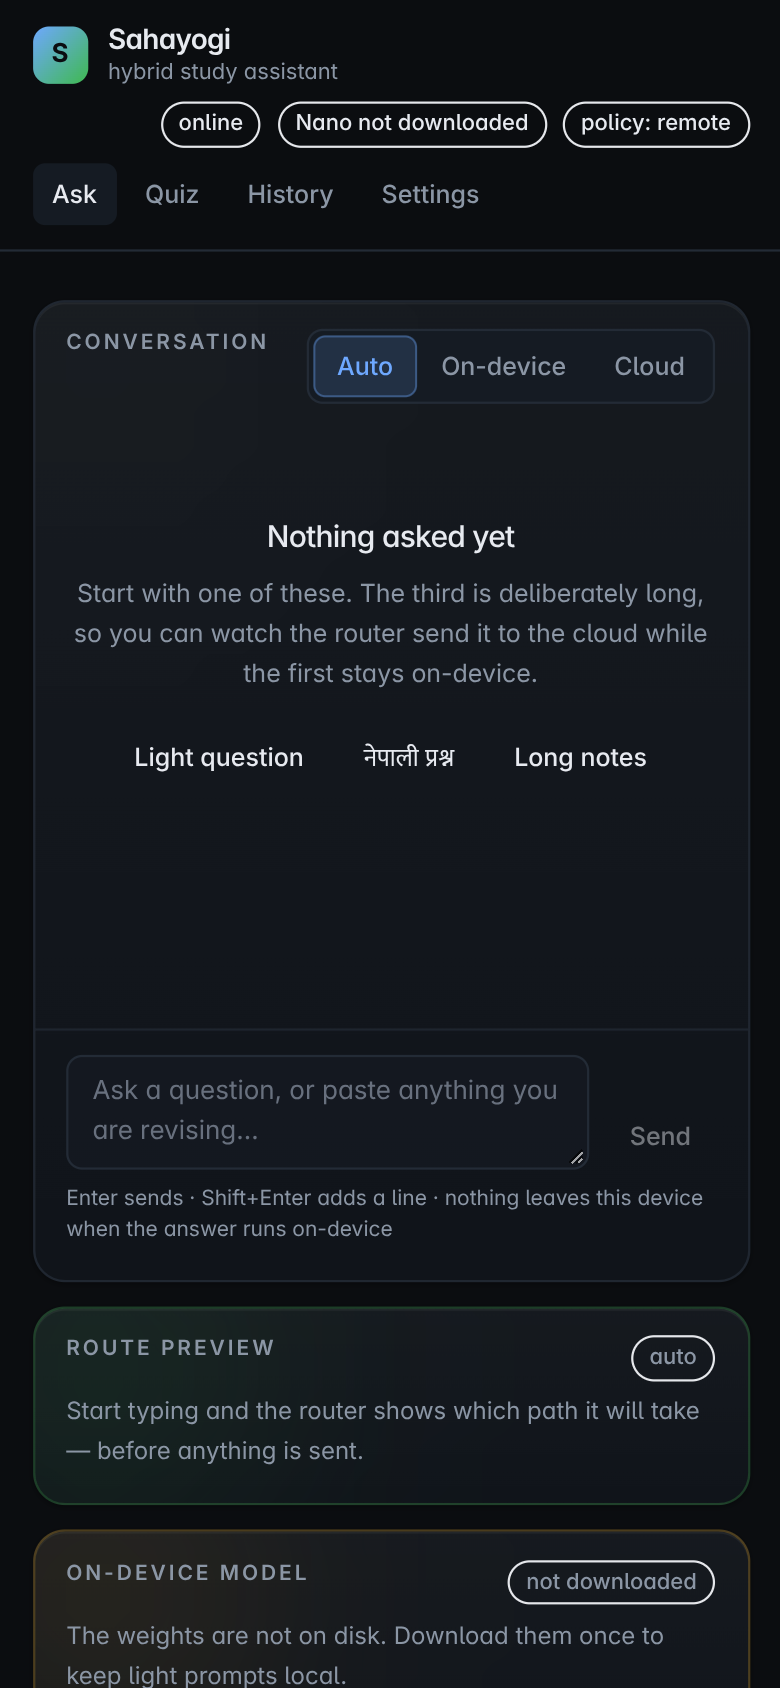 S
Sahayogi
hybrid study assistant
online
Nano not downloaded
policy: remote
Ask
Quiz
History
Settings
CONVERSATION
Auto
On-device
Cloud
Nothing asked yet
Start with one of these. The third is deliberately long,
so you can watch the router send it to the cloud while
the first stays on-device.
Light question
नेपाली प्रश्न
Long notes
Ask a question, or paste anything you
are revising...
Send
Enter sends · Shift+Enter adds a line · nothing leaves this device
when the answer runs on-device
ROUTE PREVIEW
auto
Start typing and the router shows which path it will take
— before anything is sent.
ON-DEVICE MODEL
not downloaded
The weights are not on disk. Download them once to
keep light prompts local.